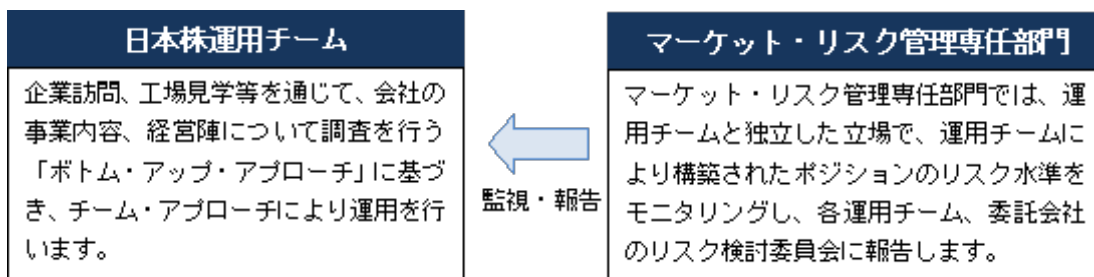 日本株運用チーム
企業訪問、工場見学等を通じて、会社の
事業内容、経営陣について調査を行う
「ボトム・アップ・アプローチ」に基づ
き、チーム・アプローチにより運用を行
います。
監視・報告
マーケット・リスク管理専任部門
マーケット・リスク管理専任部門では、運
用チームと独立した立場で、運用チームに
より構築されたポジションのリスク水準を
モニタリングし、各運用チーム、委託会社
のリスク検討委員会に報告します。